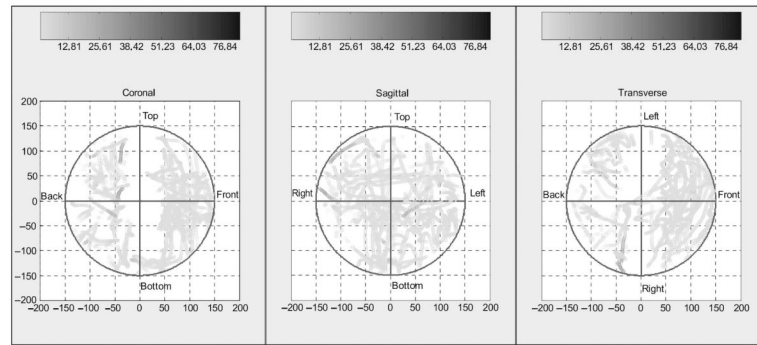 12.81 25.61 38.42 51.23 64.03 76.84
Coronal
200
150
100
50
0
−50
−100
−150
−200
Top
Back
Front
Bottom
−200 −150 −100 −50 0 50 100 150 200
12.81 25.61 38.42 51.23 64.03 76.84
Sagittal
Top
Right
Left
Bottom
−200 −150 −100 −50 0 50 100 150 200
12.81 25.61 38.42 51.23 64.03 76.84
Transverse
Left
Back
Front
Right
−200 −150 −100 −50 0 50 100 150 200